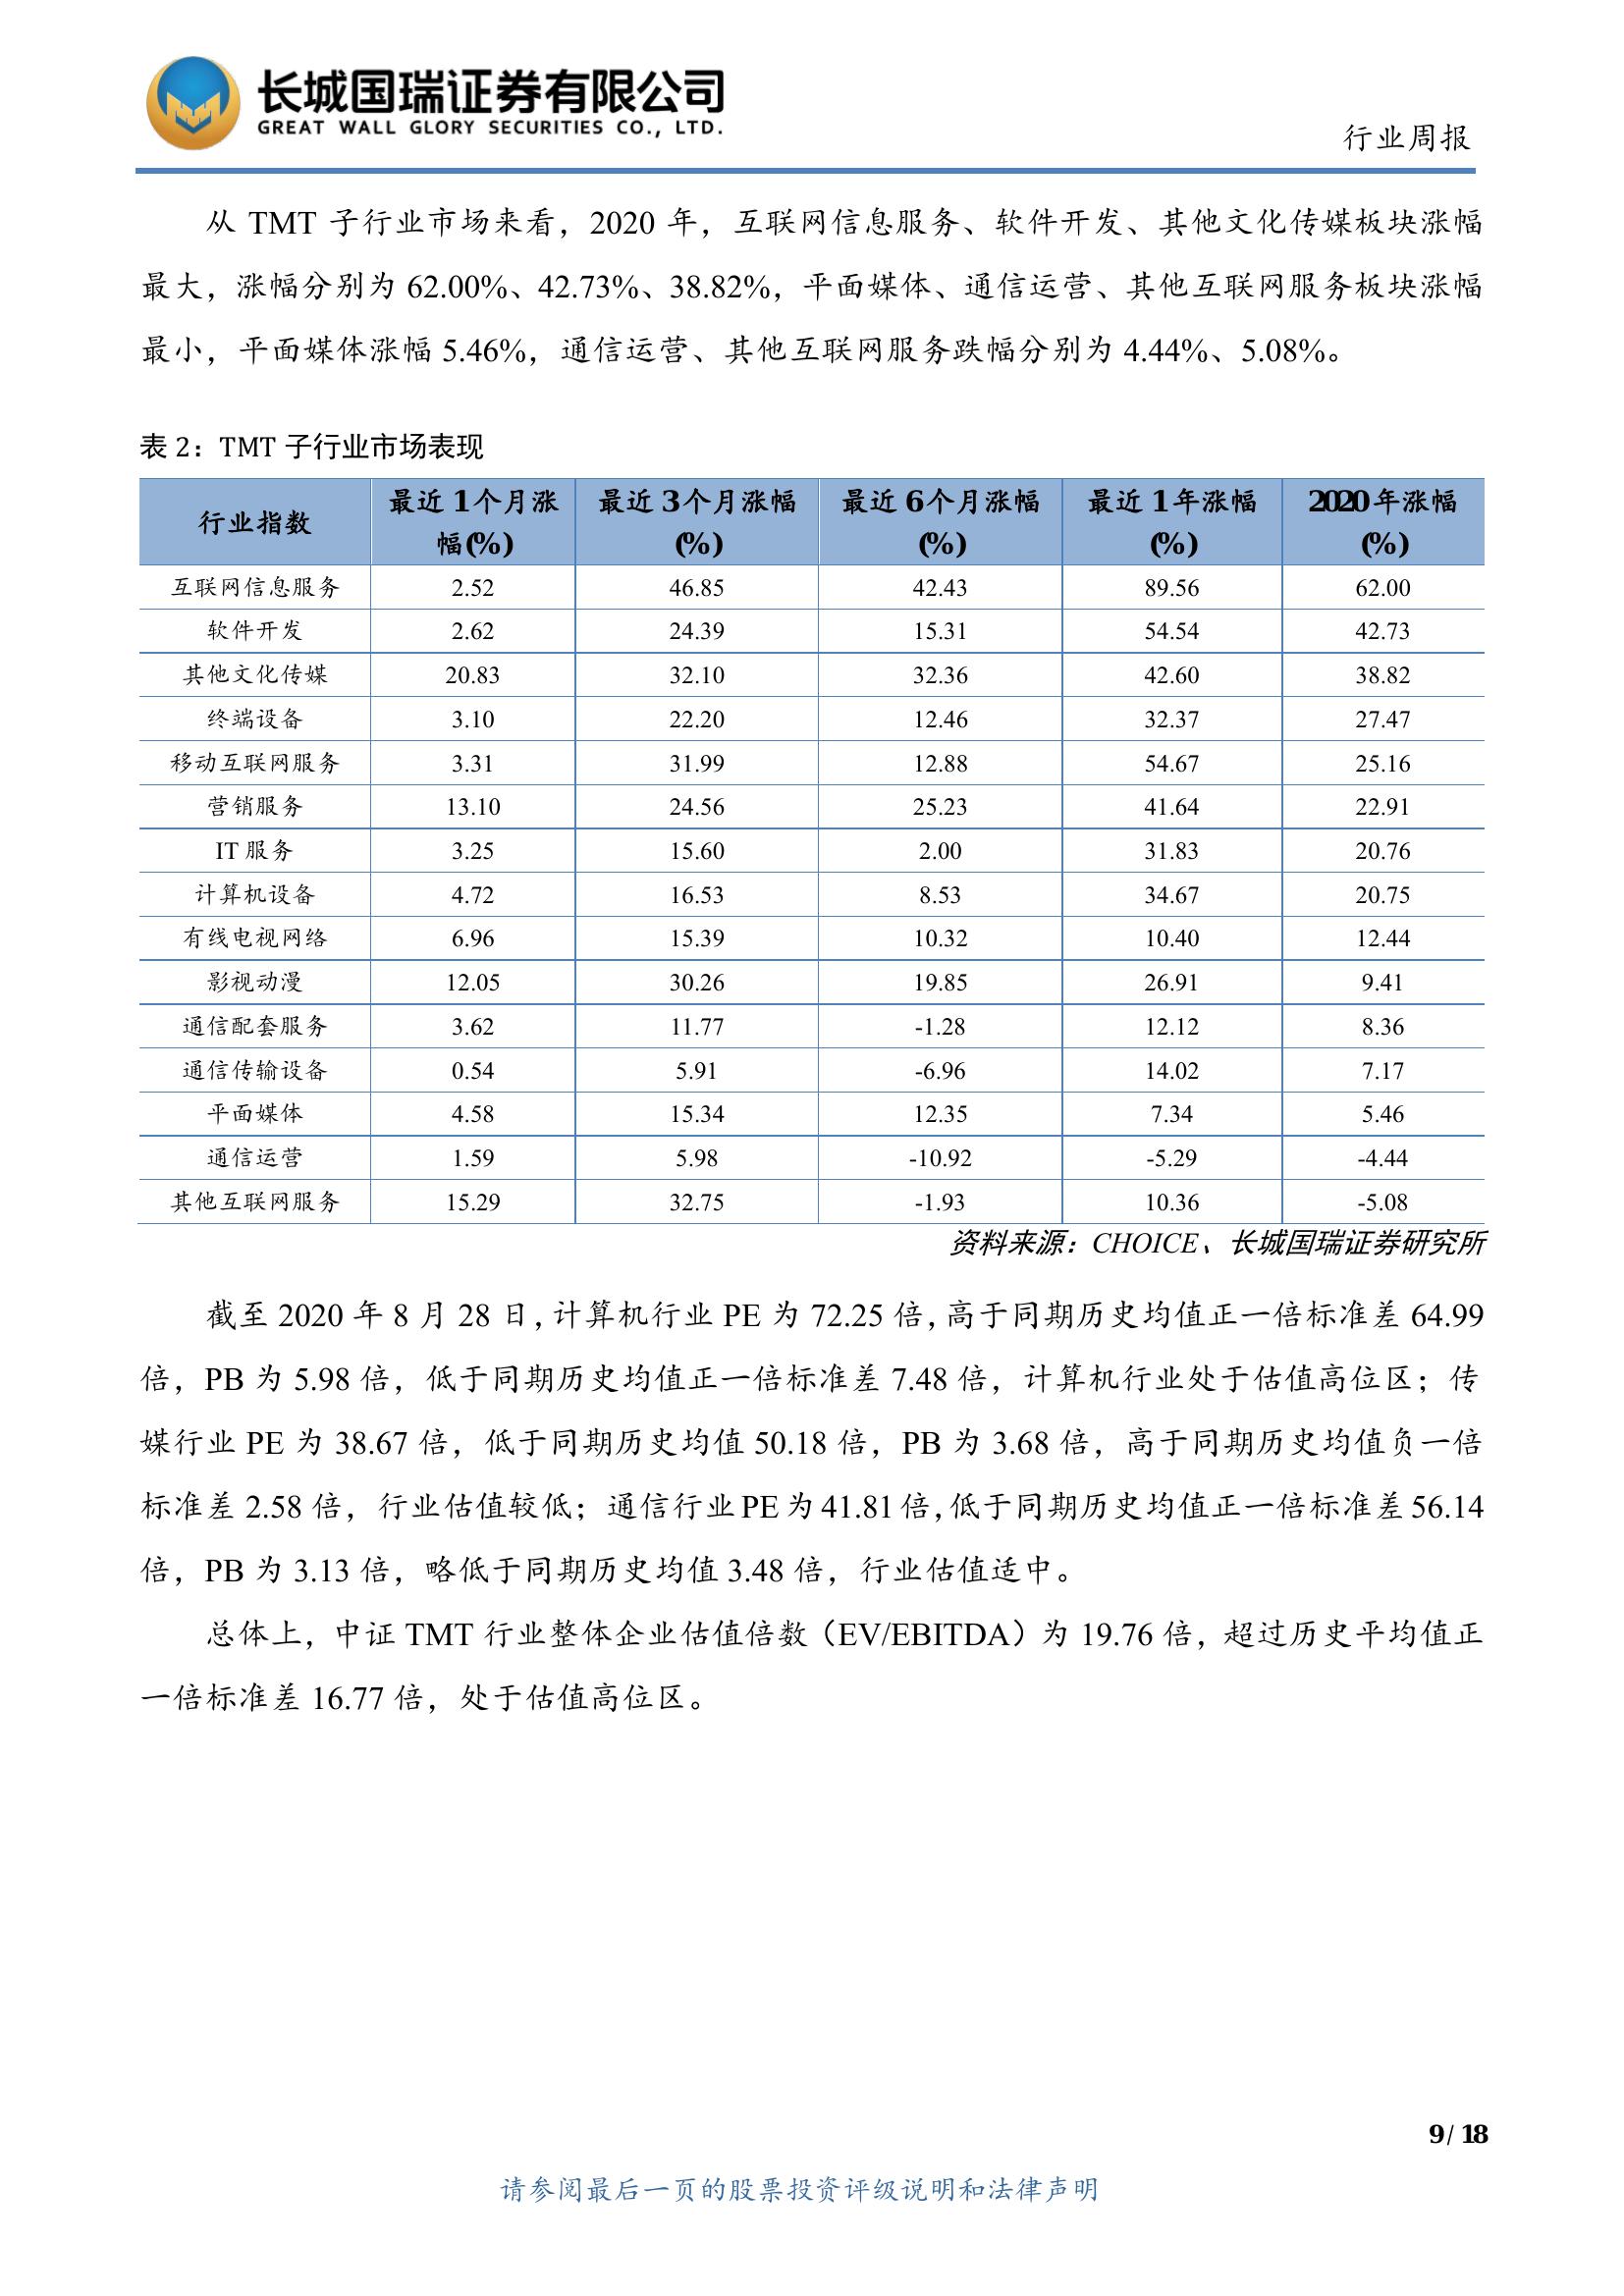 长城国瑞证券有限公司
GREAT WALL GLORY SECURITIES CO., LTD.
行业周报
从 TMT 子行业市场来看，2020 年，互联网信息服务、软件开发、其他文化传媒板块涨幅
最大，涨幅分别为 62.00%、42.73%、38.82%，平面媒体、通信运营、其他互联网服务板块涨幅
最小，平面媒体涨幅 5.46%，通信运营、其他互联网服务跌幅分别为 4.44%、5.08%。
表 2：TMT 子行业市场表现
行业指数 最近 1个月涨幅(%) 最近 3个月涨幅(%) 最近 6个月涨幅(%) 最近 1年涨幅(%) 2020年涨幅(%)
互联网信息服务 2.52 46.85 42.43 89.56 62.00
软件开发 2.62 24.39 15.31 54.54 42.73
其他文化传媒 20.83 32.10 32.36 42.60 38.82
终端设备 3.10 22.20 12.46 32.37 27.47
移动互联网服务 3.31 31.99 12.88 54.67 25.16
营销服务 13.10 24.56 25.23 41.64 22.91
IT 服务 3.25 15.60 2.00 31.83 20.76
计算机设备 4.72 16.53 8.53 34.67 20.75
有线电视网络 6.96 15.39 10.32 10.40 12.44
影视动漫 12.05 30.26 19.85 26.91 9.41
通信配套服务 3.62 11.77 -1.28 12.12 8.36
通信传输设备 0.54 5.91 -6.96 14.02 7.17
平面媒体 4.58 15.34 12.35 7.34 5.46
通信运营 1.59 5.98 -10.92 -5.29 -4.44
其他互联网服务 15.29 32.75 -1.93 10.36 -5.08
资料来源：CHOICE、长城国瑞证券研究所
截至 2020 年 8 月 28 日，计算机行业 PE 为 72.25 倍，高于同期历史均值正一倍标准差 64.99
倍，PB 为 5.98 倍，低于同期历史均值正一倍标准差 7.48 倍，计算机行业处于估值高位区；传
媒行业 PE 为 38.67 倍，低于同期历史均值 50.18 倍，PB 为 3.68 倍，高于同期历史均值负一倍
标准差 2.58 倍，行业估值较低；通信行业 PE 为 41.81 倍，低于同期历史均值正一倍标准差 56.14
倍，PB 为 3.13 倍，略低于同期历史均值 3.48 倍，行业估值适中。
总体上，中证 TMT 行业整体企业估值倍数（EV/EBITDA）为 19.76 倍，超过历史平均值正
一倍标准差 16.77 倍，处于估值高位区。
9 / 18
请参阅最后一页的股票投资评级说明和法律声明